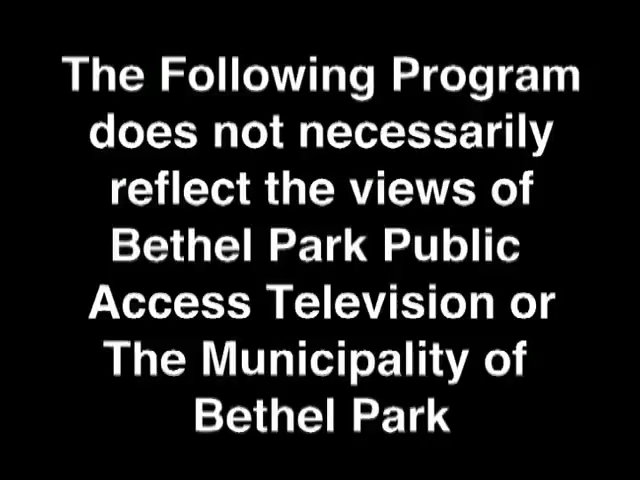 The Following Program
does not necessarily
reflect the views of
Bethel Park Public
Access Television or
The Municipality of
Bethel Park